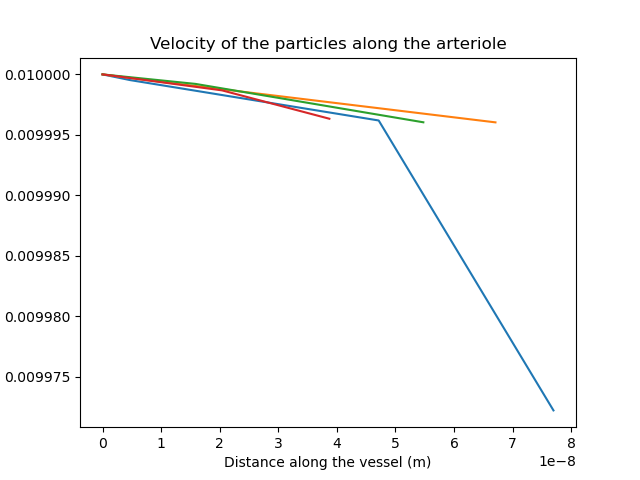 Velocity of the particles along the arteriole
0.010000
0.009995
0.009990
0.009985
0.009980
0.009975
0 1 2 3 4 5 6 7 8
1e−8
Distance along the vessel (m)